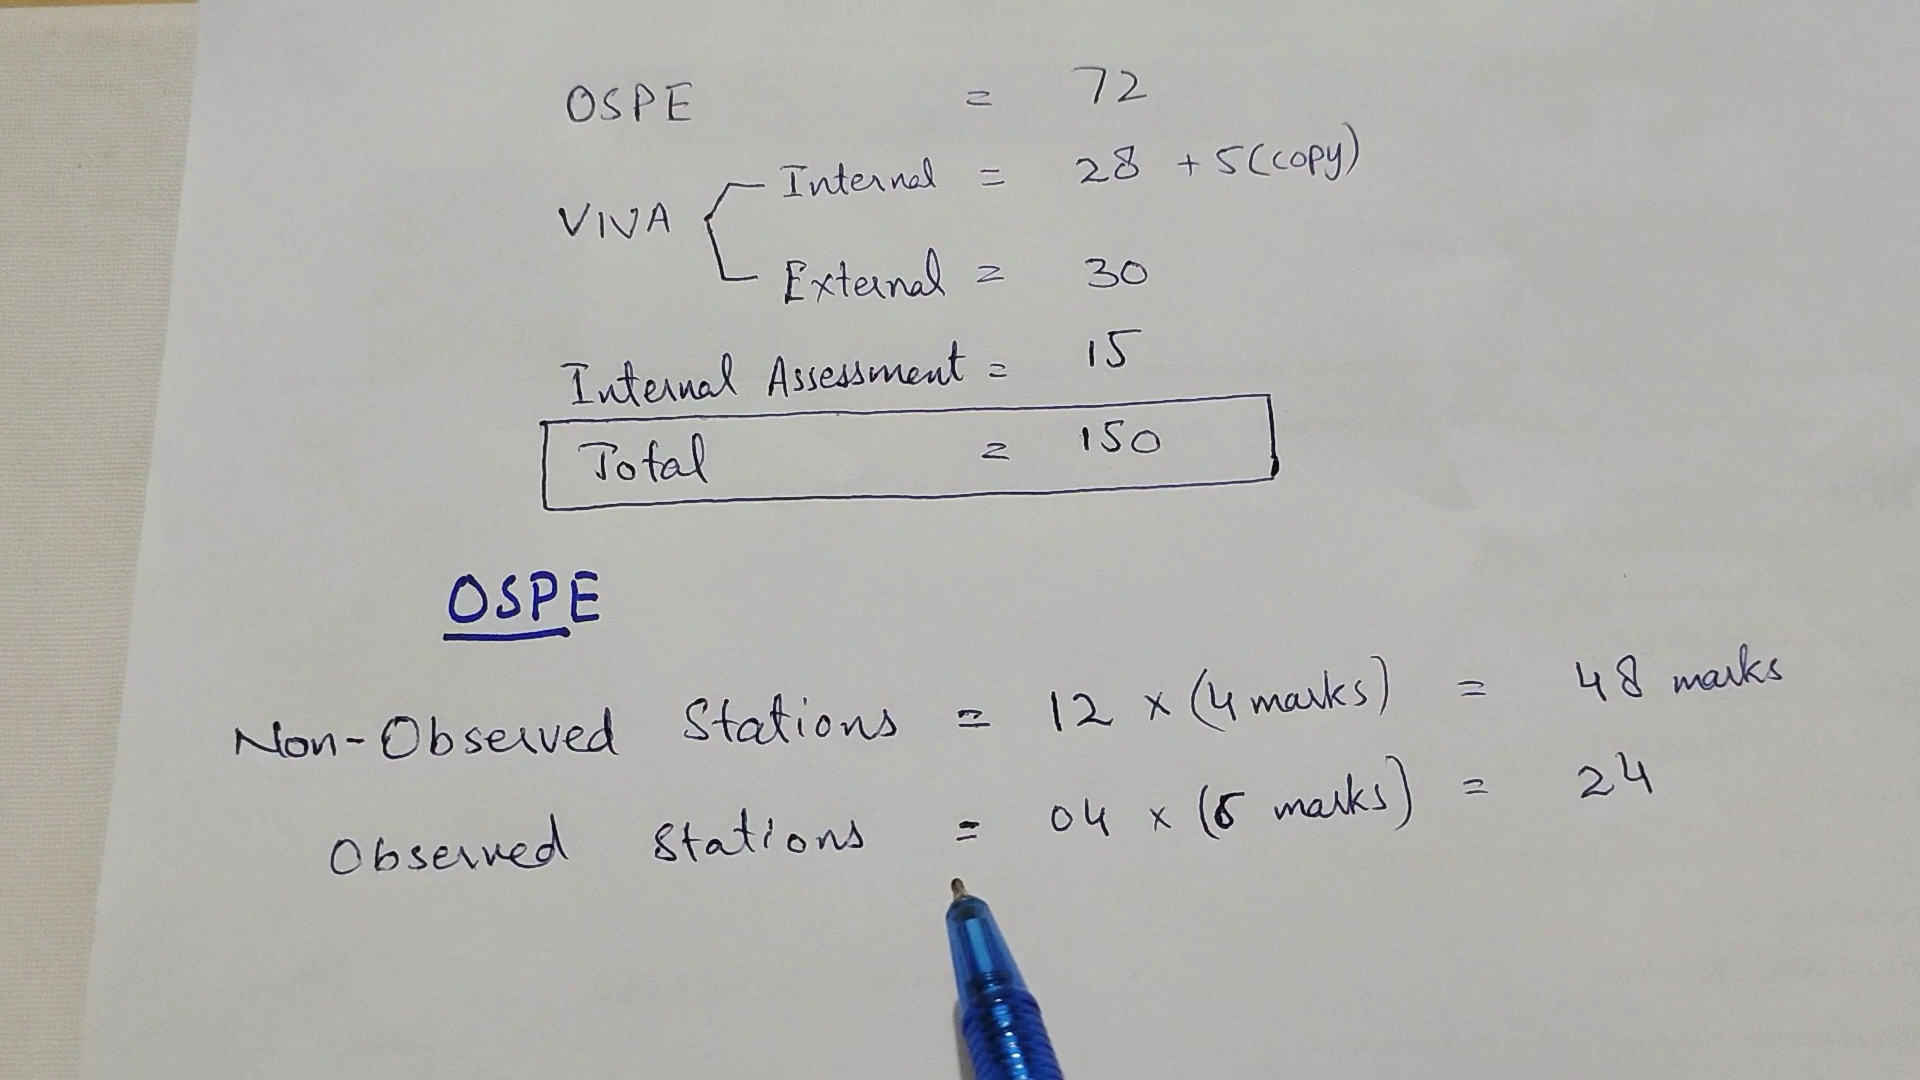 OSPE = 72
VIVA
Internal = 28 + 5(copy)
External = 30
Internal Assessment = 15
Total = 150
OSPE
Non-Observed Stations = 12 x (4 marks) = 48 marks
Observed Stations = 04 x (6 marks) = 24